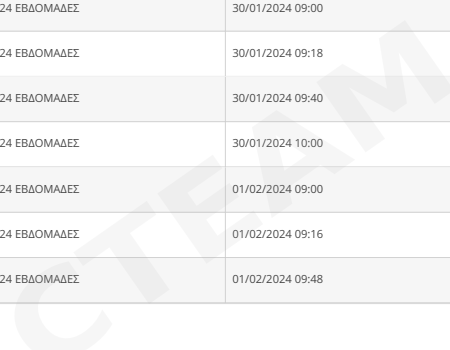 24 ΕΒΔΟΜΑΔΕΣ 30/01/2024 09:00
24 ΕΒΔΟΜΑΔΕΣ 30/01/2024 09:18
24 ΕΒΔΟΜΑΔΕΣ 30/01/2024 09:40
24 ΕΒΔΟΜΑΔΕΣ 30/01/2024 10:00
24 ΕΒΔΟΜΑΔΕΣ 01/02/2024 09:00
24 ΕΒΔΟΜΑΔΕΣ 01/02/2024 09:16
24 ΕΒΔΟΜΑΔΕΣ 01/02/2024 09:48
CTEAM